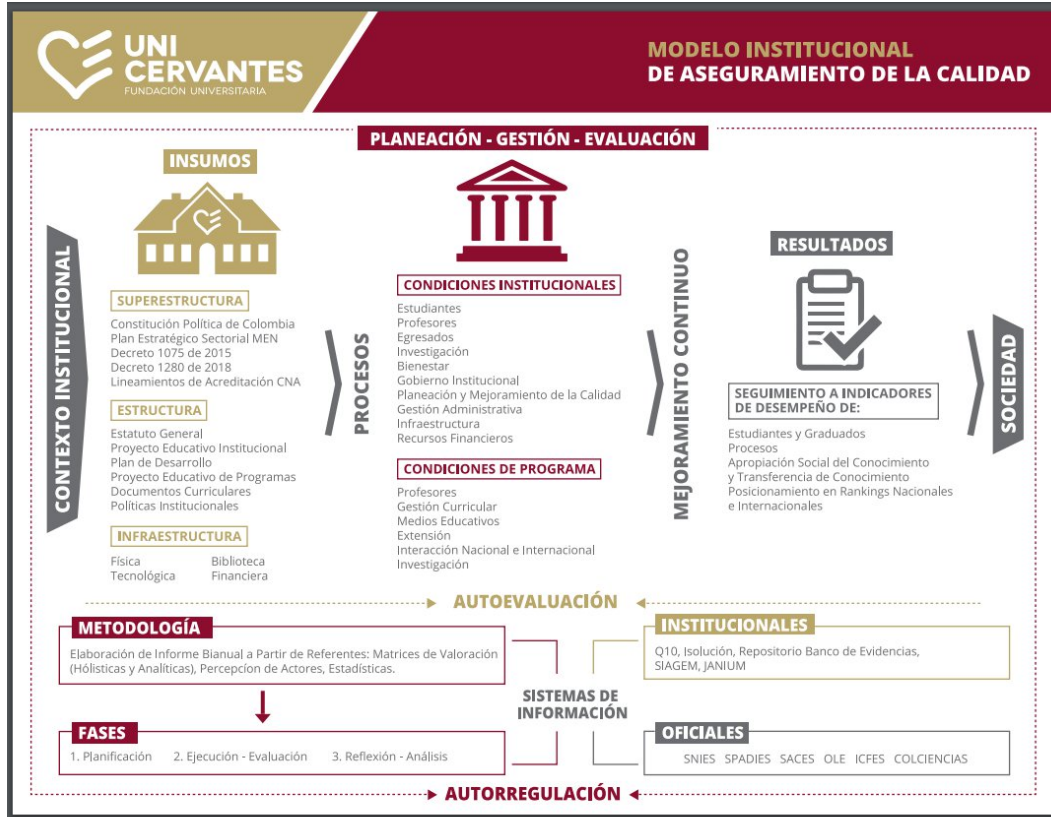 UNI
CERVANTES
FUNDACIÓN UNIVERSITARIA
MODELO INSTITUCIONAL
DE ASEGURAMIENTO DE LA CALIDAD
PLANEACIÓN - GESTIÓN - EVALUACIÓN
CONTEXTO INSTITUCIONAL
INSUMOS
SUPERESTRUCTURA
Constitución Política de Colombia
Plan Estratégico Sectorial MEN
Decreto 1075 de 2015
Decreto 1280 de 2018
Lineamientos de Acreditación CNA
ESTRUCTURA
Estatuto General
Proyecto Educativo Institucional
Plan de Desarrollo
Proyecto Educativo de Programas
Documentos Curriculares
Políticas Institucionales
INFRAESTRUCTURA
Física Biblioteca
Tecnológica Financiera
PROCESOS
CONDICIONES INSTITUCIONALES
Estudiantes
Profesores
Egresados
Investigación
Bienestar
Gobierno Institucional
Planeación y Mejoramiento de la Calidad
Gestión Administrativa
Infraestructura
Recursos Financieros
CONDICIONES DE PROGRAMA
Profesores
Gestión Curricular
Medios Educativos
Extensión
Interacción Nacional e Internacional
Investigación
MEJORAMIENTO CONTINUO
RESULTADOS
SEGUIMIENTO A INDICADORES
DE DESEMPEÑO DE:
Estudiantes y Graduados
Procesos
Apropiación Social del Conocimiento
y Transferencia de Conocimiento
Posicionamiento en Rankings Nacionales
e Internacionales
SOCIEDAD
AUTOEVALUACIÓN
METODOLOGÍA
Elaboración de Informe Bianual a Partir de Referentes: Matrices de Valoración
(Hólisticas y Analíticas), Percepcíon de Actores, Estadísticas.
FASES
1. Planificación 2. Ejecución - Evaluación 3. Reflexión - Análisis
SISTEMAS DE
INFORMACIÓN
INSTITUCIONALES
Q10, Isolución, Repositorio Banco de Evidencias,
SIAGEM, JANIUM
OFICIALES
SNIES SPADIES SACES OLE ICFES COLCIENCIAS
AUTORREGULACIÓN